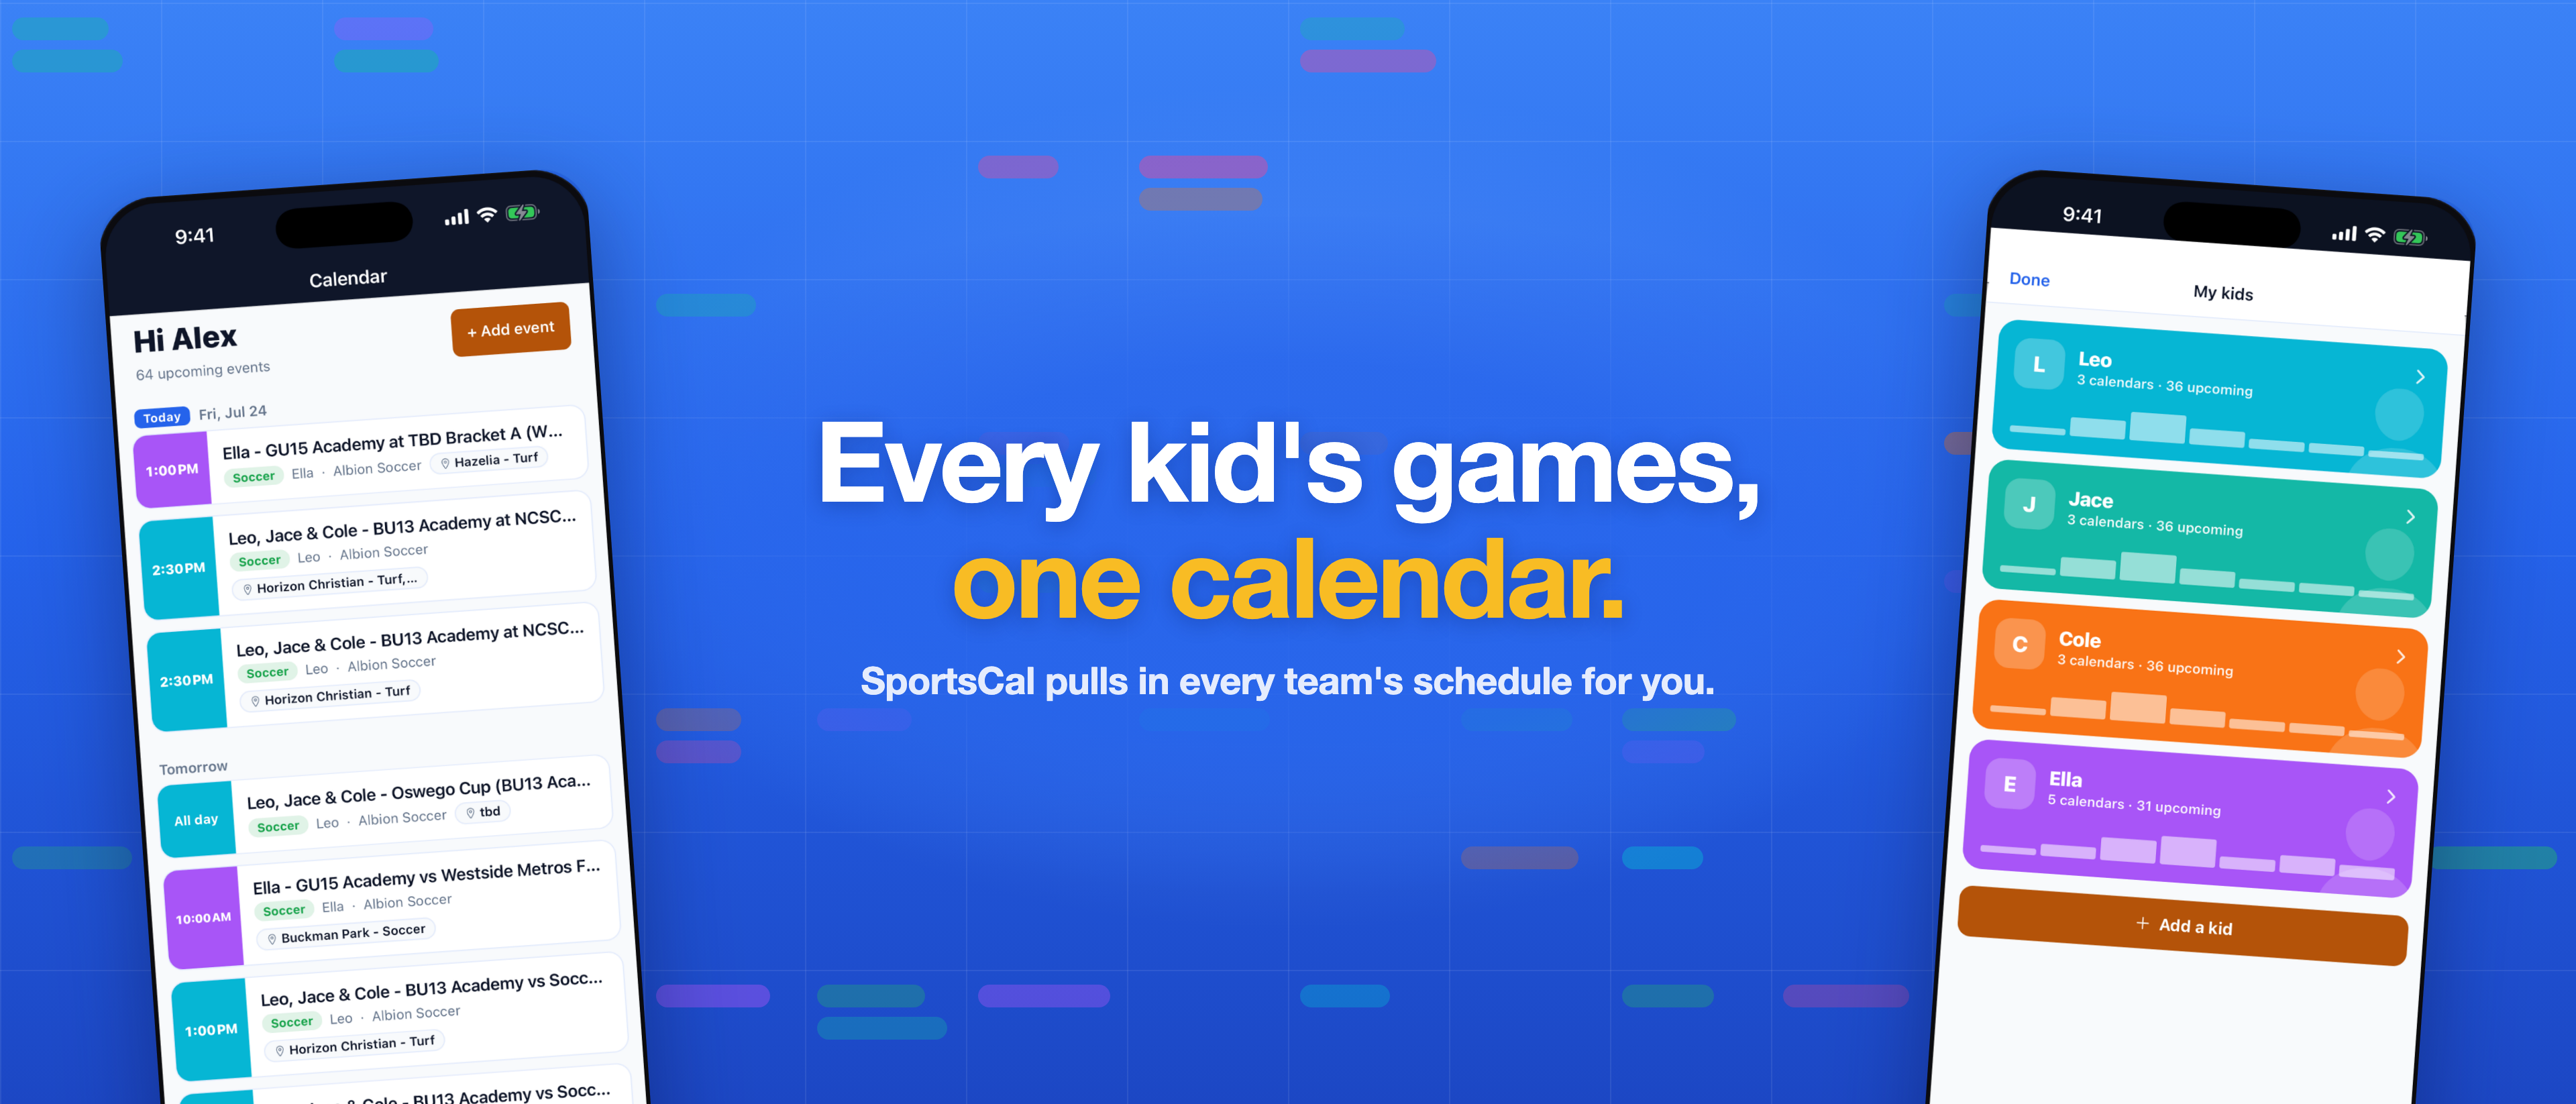 9:41
Calendar
Hi Alex
+ Add event
64 upcoming events
Today Fri, Jul 24
1:00PM
Ella - GU15 Academy at TBD Bracket A (W...
Soccer Ella · Albion Soccer Hazelia - Turf
2:30PM
Leo, Jace & Cole - BU13 Academy at NCSC...
Soccer Leo · Albion Soccer
Horizon Christian - Turf,...
2:30PM
Leo, Jace & Cole - BU13 Academy at NCSC...
Soccer Leo · Albion Soccer
Horizon Christian - Turf
Tomorrow
All day
Leo, Jace & Cole - Oswego Cup (BU13 Aca...
Soccer Leo · Albion Soccer tbd
10:00AM
Ella - GU15 Academy vs Westside Metros F...
Soccer Ella · Albion Soccer
Buckman Park - Soccer
1:00PM
Leo, Jace & Cole - BU13 Academy vs Socc...
Soccer Leo · Albion Soccer
Horizon Christian - Turf
& Cole - BU13 Academy vs Socc...
Every kid's games,
one calendar.
SportsCal pulls in every team's schedule for you.
9:41
Done
My kids
L
Leo
3 calendars · 36 upcoming
J
Jace
3 calendars · 36 upcoming
C
Cole
3 calendars · 36 upcoming
E
Ella
5 calendars · 31 upcoming
+ Add a kid